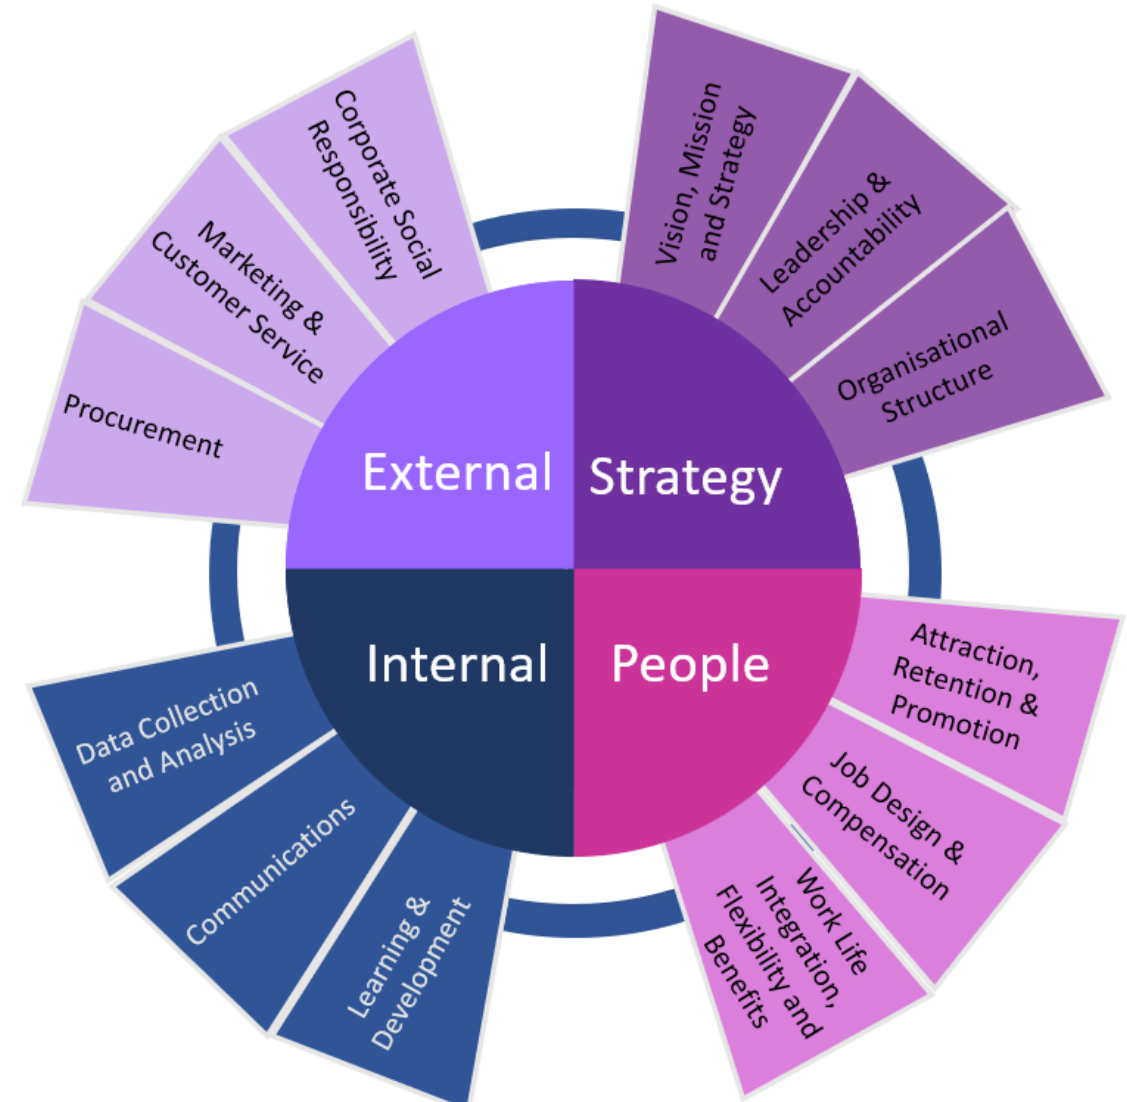 Corporate Social
Responsibility
Marketing &
Customer Service
Procurement
Vision, Mission
and Strategy
Leadership &
Accountability
Organisational
Structure
External
Strategy
Internal
People
Attraction,
Retention &
Promotion
Job Design &
Compensation
Work Life
Integration,
Flexibility and
Benefits
Data Collection
and Analysis
Communications
Learning &
Development